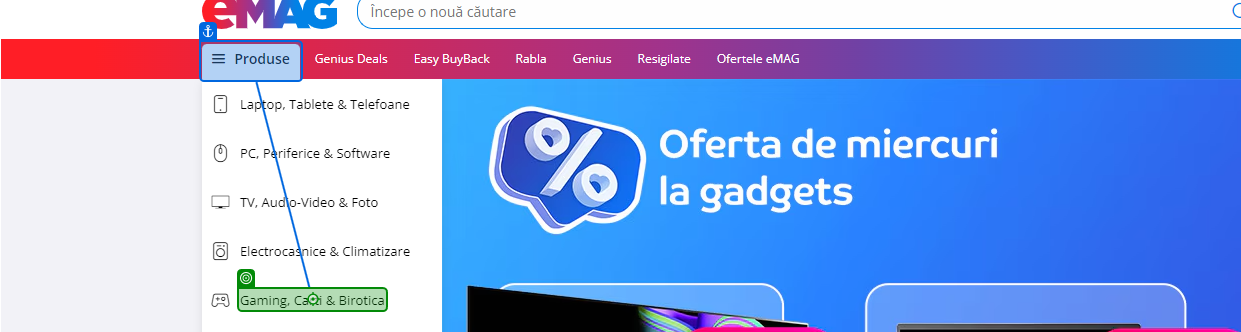 eMAG
Începe o nouă căutare
Produse
Genius Deals
Easy BuyBack
Rabla
Genius
Resigilate
Ofertele eMAG
Laptop, Tablete & Telefoane
PC, Periferice & Software
TV, Audio-Video & Foto
Electrocasnice & Climatizare
Gaming, Carti & Birotica
%
Oferta de miercuri
la gadgets